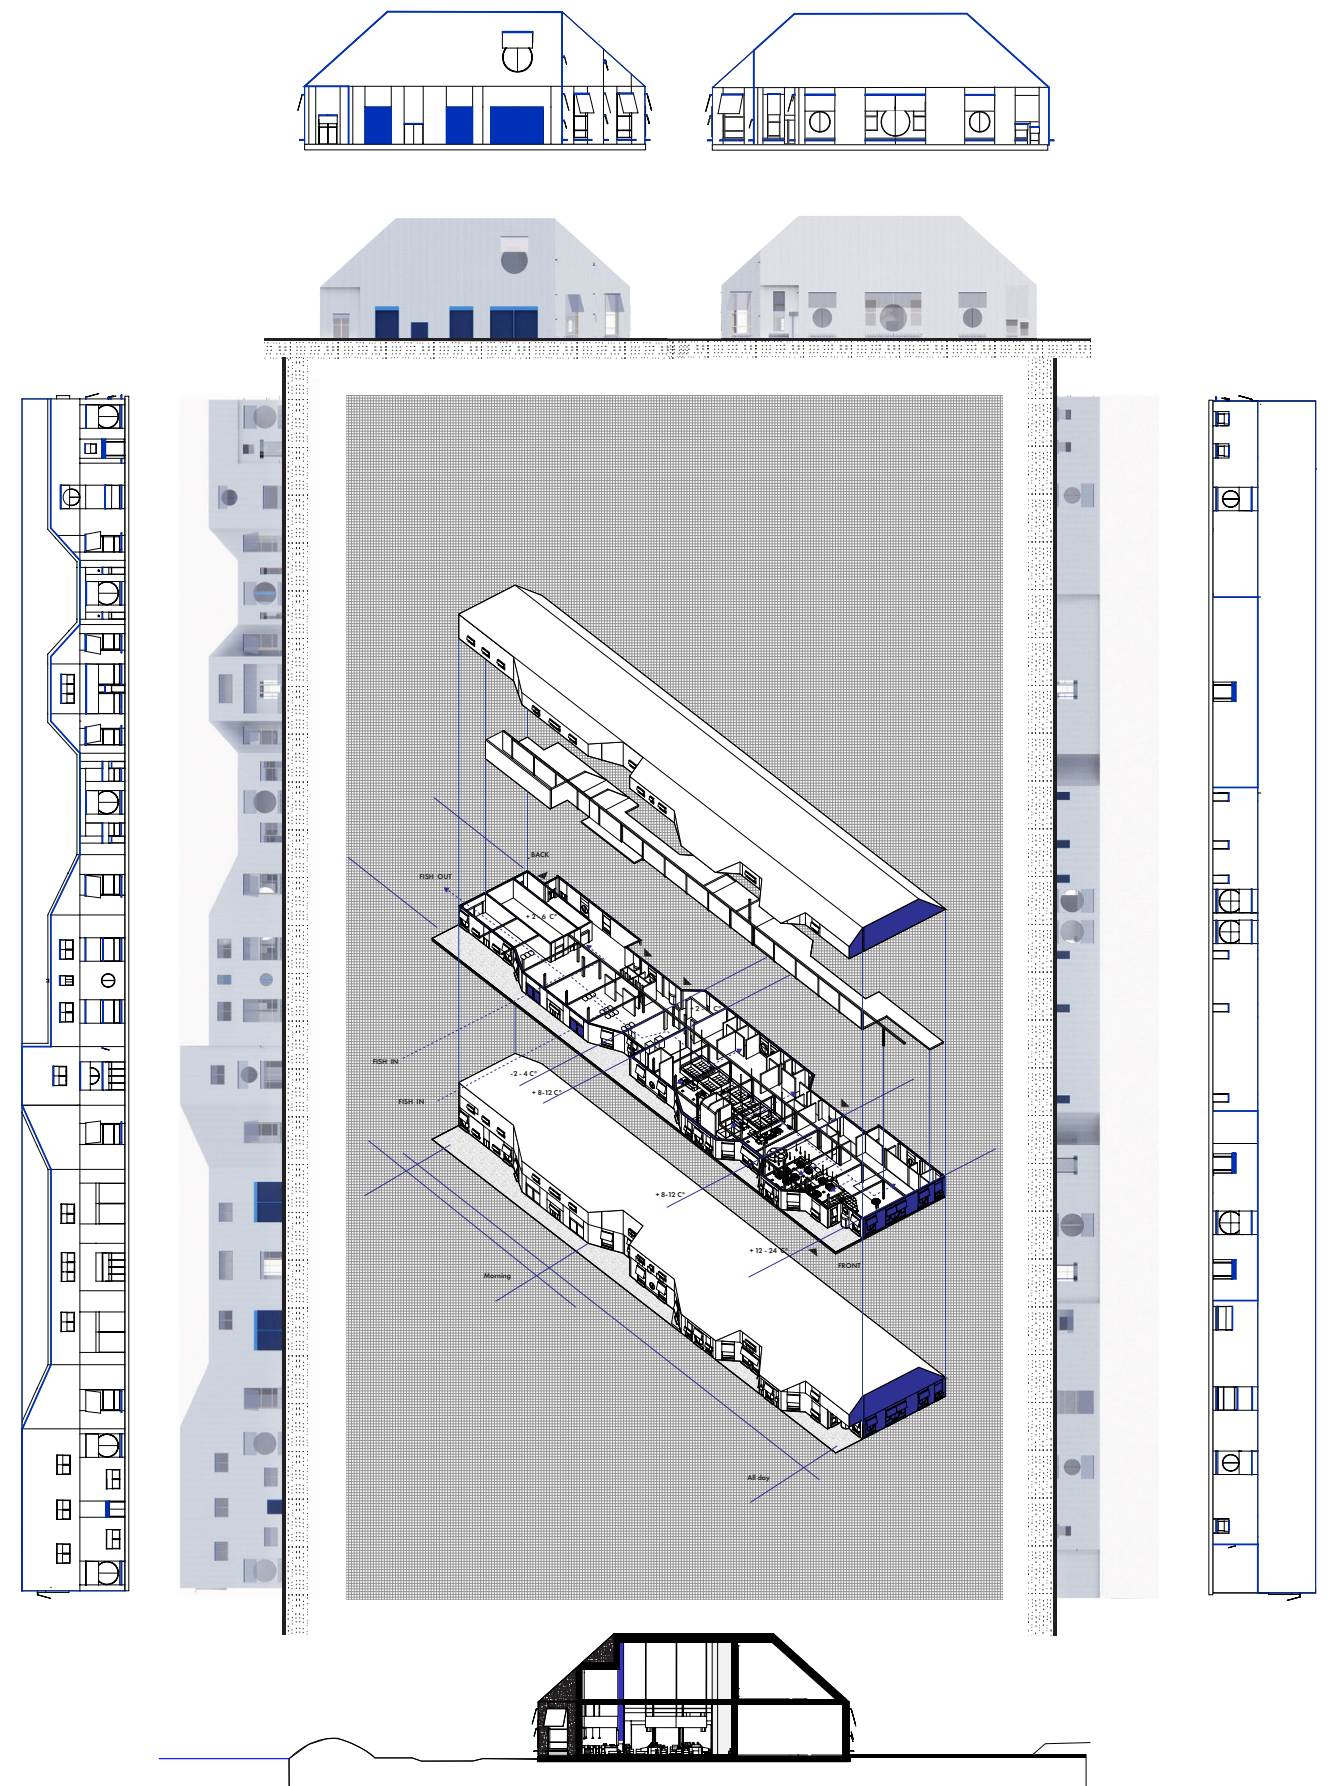 BACK
FISH OUT
+ 2 - 6 C°
FISH IN
-2 - 4 C°
+ 8-12 C°
FISH IN
+ 8-12 C°
+ 12 - 24 C°
FRONT
Morning
All day